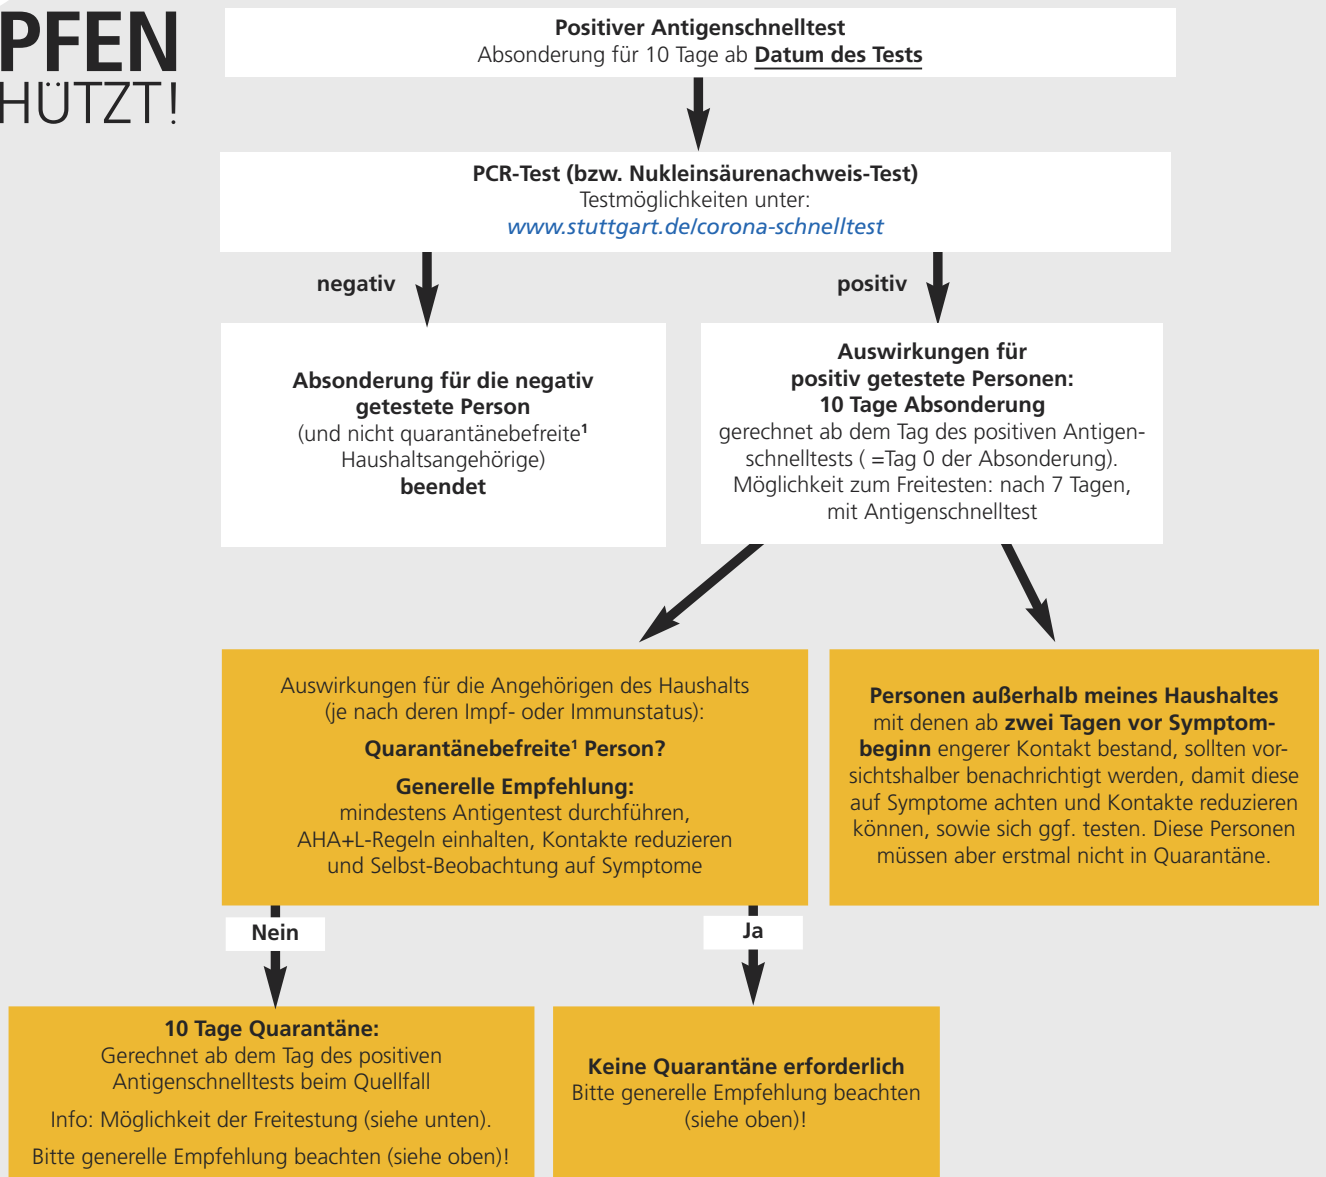 PFEN
HÜTZT!
Positiver Antigenschnelltest
Absonderung für 10 Tage ab Datum des Tests
PCR-Test (bzw. Nukleinsäurenachweis-Test)
Testmöglichkeiten unter:
www.stuttgart.de/corona-schnelltest
negativ
positiv
Absonderung für die negativ
getestete Person
(und nicht quarantänebefreite¹
Haushaltsangehörige)
beendet
Auswirkungen für
positiv getestete Personen:
10 Tage Absonderung
gerechnet ab dem Tag des positiven Antigen-
schnelltests ( =Tag 0 der Absonderung).
Möglichkeit zum Freitesten: nach 7 Tagen,
mit Antigenschnelltest
Auswirkungen für die Angehörigen des Haushalts
(je nach deren Impf- oder Immunstatus):
Quarantänebefreite¹ Person?
Generelle Empfehlung:
mindestens Antigentest durchführen,
AHA+L-Regeln einhalten, Kontakte reduzieren
und Selbst-Beobachtung auf Symptome
Personen außerhalb meines Haushaltes
mit denen ab zwei Tagen vor Symptom-
beginn engerer Kontakt bestand, sollten vor-
sichtshalber benachrichtigt werden, damit diese
auf Symptome achten und Kontakte reduzieren
können, sowie sich ggf. testen. Diese Personen
müssen aber erstmal nicht in Quarantäne.
Nein
Ja
10 Tage Quarantäne:
Gerechnet ab dem Tag des positiven
Antigenschnelltests beim Quellfall
Info: Möglichkeit der Freitestung (siehe unten).
Bitte generelle Empfehlung beachten (siehe oben)!
Keine Quarantäne erforderlich
Bitte generelle Empfehlung beachten
(siehe oben)!